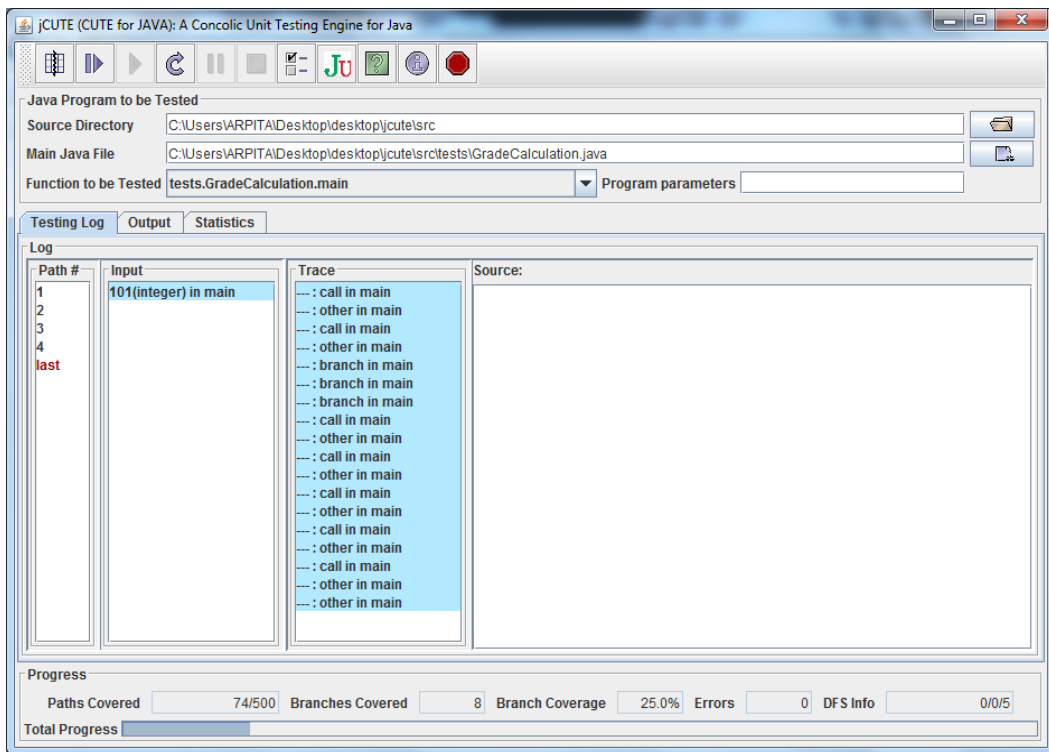 jCUTE (CUTE for JAVA): A Concolic Unit Testing Engine for Java
JU ? i
Java Program to be Tested
Source Directory C:\Users\ARPITA\Desktop\desktop\jcute\src
Main Java File C:\Users\ARPITA\Desktop\desktop\jcute\src\tests\GradeCalculation.java
Function to be Tested tests.GradeCalculation.main Program parameters
Testing Log Output Statistics
Log
Path # Input Trace Source:
1 101(integer) in main --- : call in main
2 --- : other in main
3 --- : call in main
4 --- : other in main
last --- : branch in main
--- : branch in main
--- : branch in main
--- : call in main
--- : other in main
--- : call in main
--- : other in main
--- : call in main
--- : other in main
--- : call in main
--- : other in main
--- : call in main
--- : other in main
--- : other in main
Progress
Paths Covered 74/500 Branches Covered 8 Branch Coverage 25.0% Errors 0 DFS Info 0/0/5
Total Progress